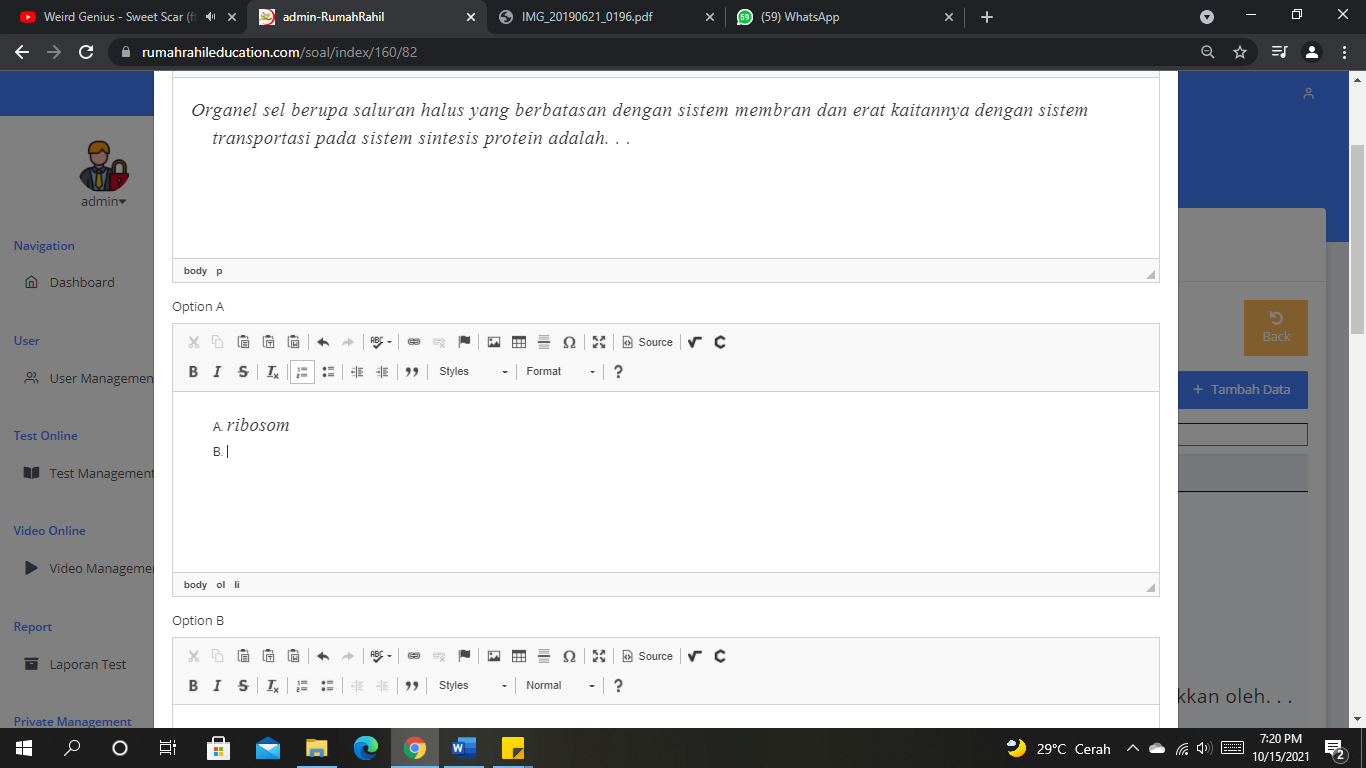 Weird Genius - Sweet Scar (ft
admin-RumahRahil
IMG_20190621_0196.pdf
(59) WhatsApp
rumahrahileducation.com/soal/index/160/82
admin
Navigation
Dashboard
User
User Managemen
Test Online
Test Management
Video Online
Video Manageme
Report
Laporan Test
Private Management
Organel sel berupa saluran halus yang berbatasan dengan sistem membran dan erat kaitannya dengan sistem
transportasi pada sistem sintesis protein adalah. . .
body p
Option A
ABC Source
B I S Styles Format ?
A. ribosom
B.
body ol li
Option B
ABC Source
B I S Styles Normal ?
Back
+ Tambah Data
kkan oleh. . .
29°C Cerah
7:20 PM
10/15/2021
2